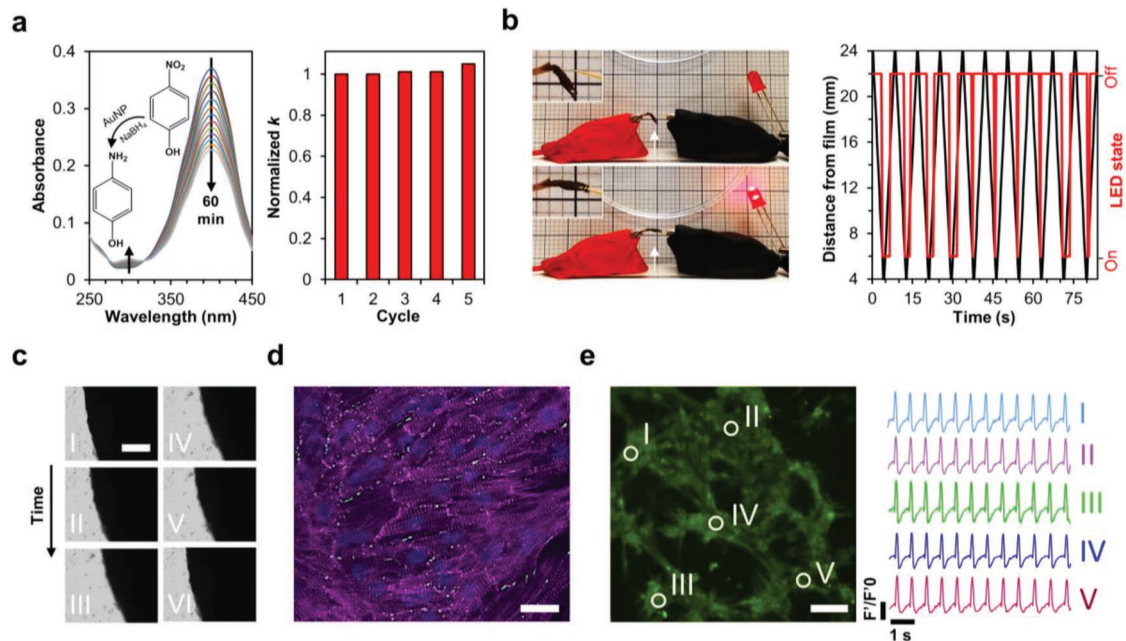 a
0.4
0.3
0.2
0.1
0
Absorbance
NO₂
OH
AuNP
NaBH₄
NH₂
OH
60
min
250
350
450
Wavelength (nm)
1
0.8
0.6
0.4
0.2
0
Normalized k
1 2 3 4 5
Cycle
b
24
20
16
12
8
4
Distance from film (mm)
Off
On
LED state
0 15 30 45 60 75
Time (s)
c
Time
I
IV
II
V
III
VI
d
e
I
II
III
IV
V
I
II
III
IV
V
F'/F'0
1 s